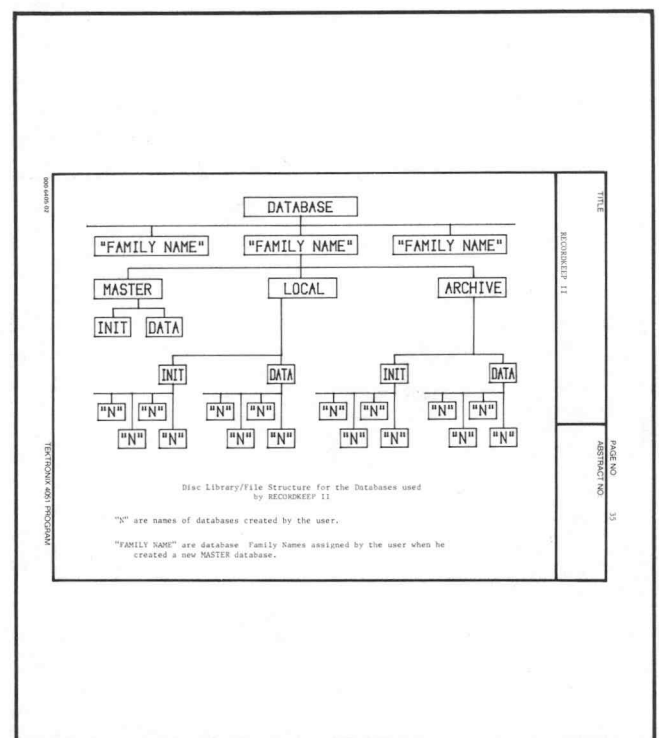 DATABASE
"FAMILY NAME" "FAMILY NAME" "FAMILY NAME"
MASTER LOCAL ARCHIVE
INIT DATA
INIT DATA INIT DATA
"N" "N" "N" "N" "N" "N" "N" "N"
"N" "N" "N" "N" "N" "N" "N" "N"
Disc Library/File Structure for the Databases used
by RECORDKEEP II
"N" are names of databases created by the user.
"FAMILY NAME" are database Family Names assigned by the user when he
created a new MASTER database.
TITLE
RECORDKEEP II
PAGE NO 35
ABSTRACT NO
TEKTRONIX 4051 PROGRAM